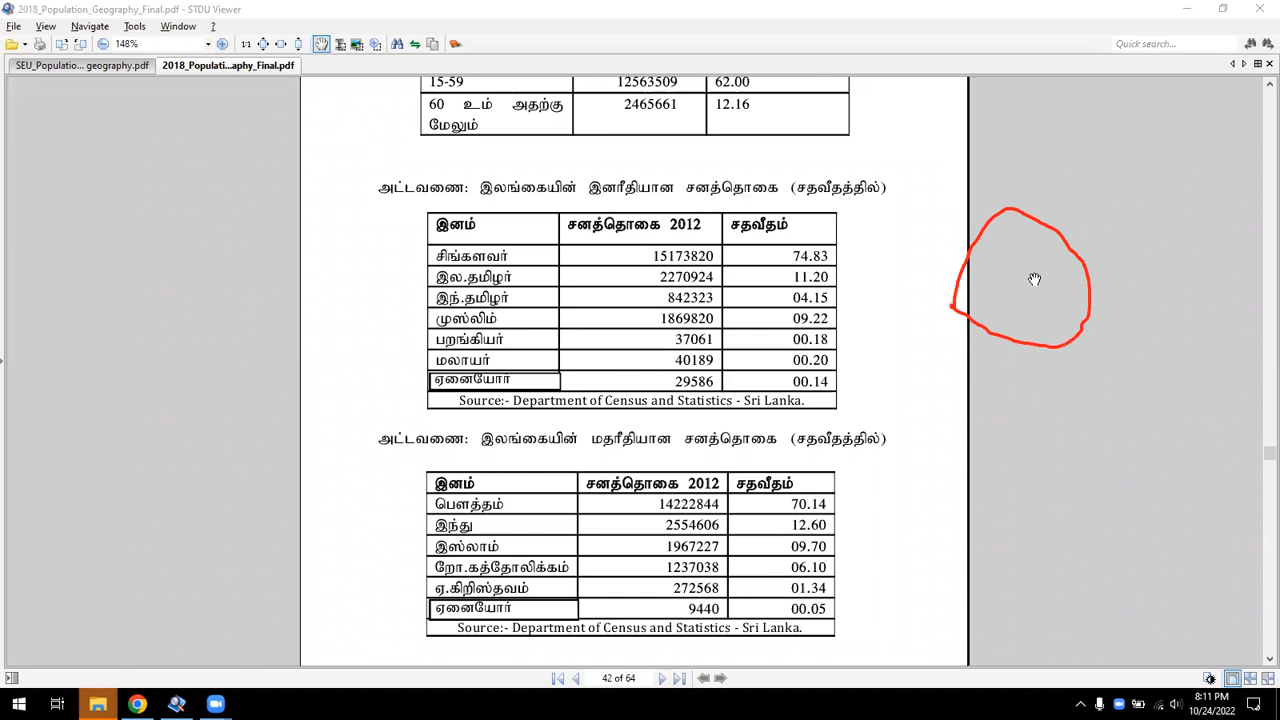 2018_Population_Geography_Final.pdf - STDU Viewer
File View Navigate Tools Window ?
148% 1:1 Quick search...
SEU_Populatio... geography.pdf 2018_Populati...aphy_Final.pdf
15-59 12563509 62.00
60 உம் அதற்கு 2465661 12.16
மேலும்
அட்டவணை: இலங்கையின் இனரீதியான சனத்தொகை (சதவீதத்தில்)
இனம் சனத்தொகை 2012 சதவீதம்
சிங்களவர் 15173820 74.83
இல.தமிழர் 2270924 11.20
இந்.தமிழர் 842323 04.15
முஸ்லிம் 1869820 09.22
பறங்கியர் 37061 00.18
மலாயர் 40189 00.20
ஏனையோர் 29586 00.14
Source:- Department of Census and Statistics - Sri Lanka.
அட்டவணை: இலங்கையின் மதரீதியான சனத்தொகை (சதவீதத்தில்)
இனம் சனத்தொகை 2012 சதவீதம்
பௌத்தம் 14222844 70.14
இந்து 2554606 12.60
இஸ்லாம் 1967227 09.70
றோ.கத்தோலிக்கம் 1237038 06.10
ஏ.கிறிஸ்தவம் 272568 01.34
ஏனையோர் 9440 00.05
Source:- Department of Census and Statistics - Sri Lanka.
42 of 64
8:11 PM
10/24/2022